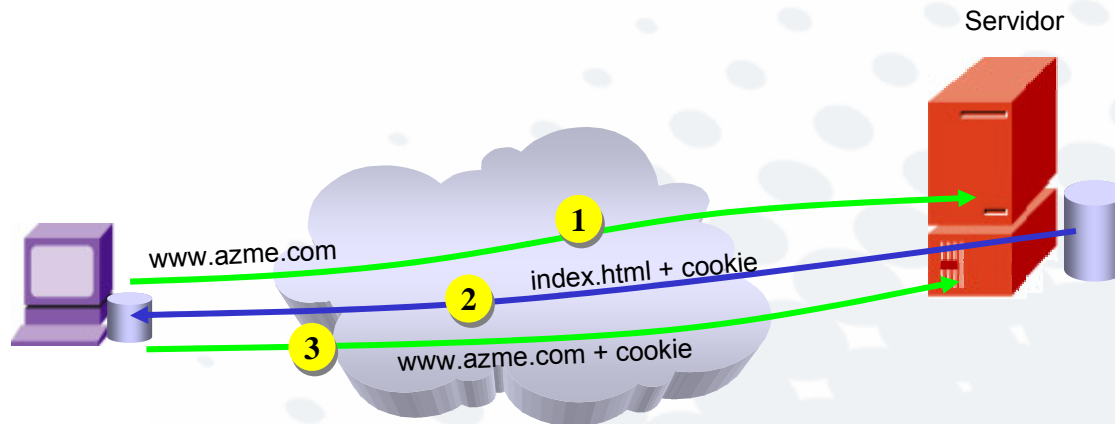 Servidor
1
www.azme.com
index.html + cookie
2
3
www.azme.com + cookie